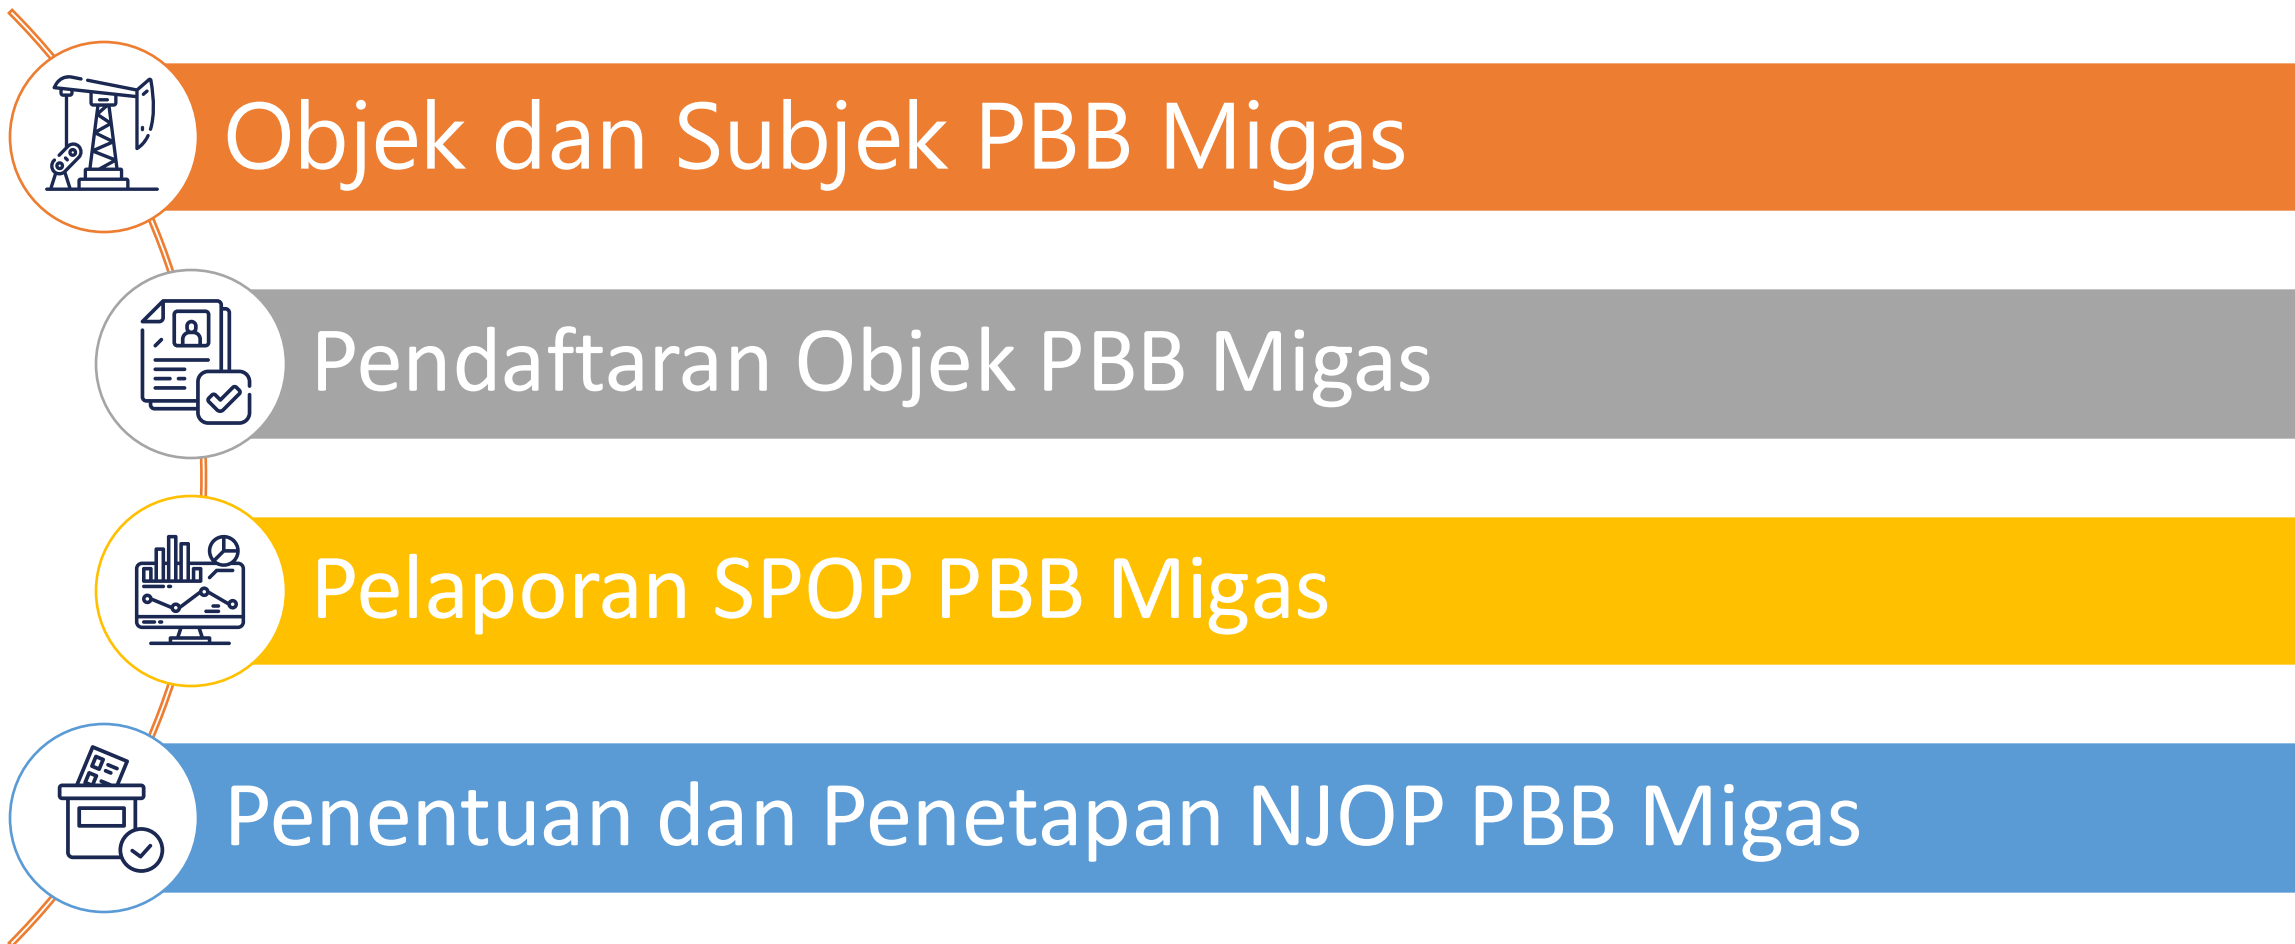 Objek dan Subjek PBB Migas
Pendaftaran Objek PBB Migas
Pelaporan SPOP PBB Migas
Penentuan dan Penetapan NJOP PBB Migas